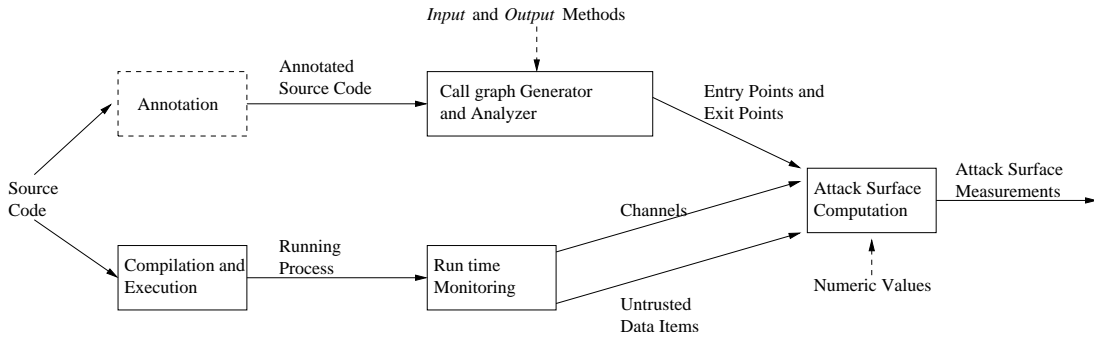 Input and Output Methods
Annotation
Annotated
Source Code
Call graph Generator
and Analyzer
Entry Points and
Exit Points
Source
Code
Channels
Attack Surface
Computation
Attack Surface
Measurements
Compilation and
Execution
Running
Process
Run time
Monitoring
Untrusted
Data Items
Numeric Values